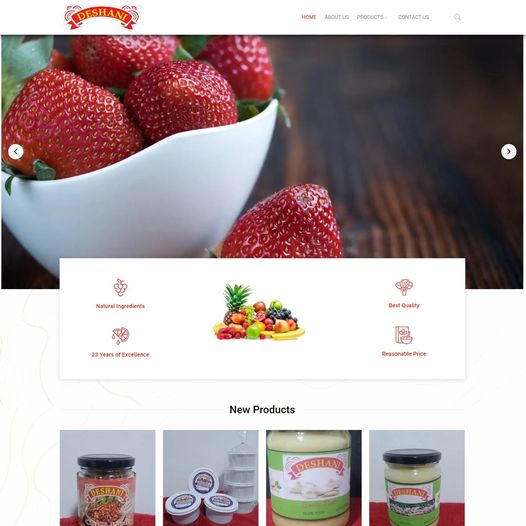 DESHANI
HOME
ABOUT US
PRODUCTS
CONTACT US
Natural Ingredients
Best Quality
23 Years of Excellence
Reasonable Price
New Products
DESHANI
DESHANI
DESHANI